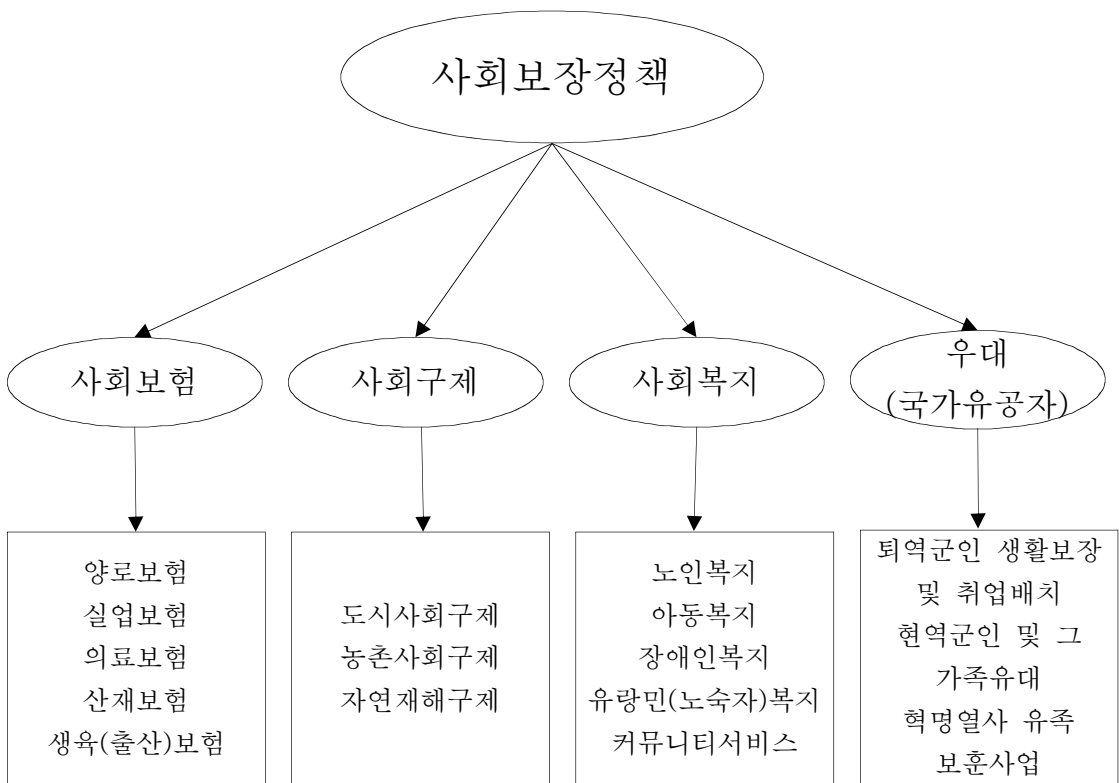 사회보장정책
사회보험
사회구제
사회복지
우대
(국가유공자)
양로보험
실업보험
의료보험
산재보험
생육(출산)보험
도시사회구제
농촌사회구제
자연재해구제
노인복지
아동복지
장애인복지
유랑민(노숙자)복지
커뮤니티서비스
퇴역군인 생활보장
및 취업배치
현역군인 및 그
가족유대
혁명열사 유족
보훈사업